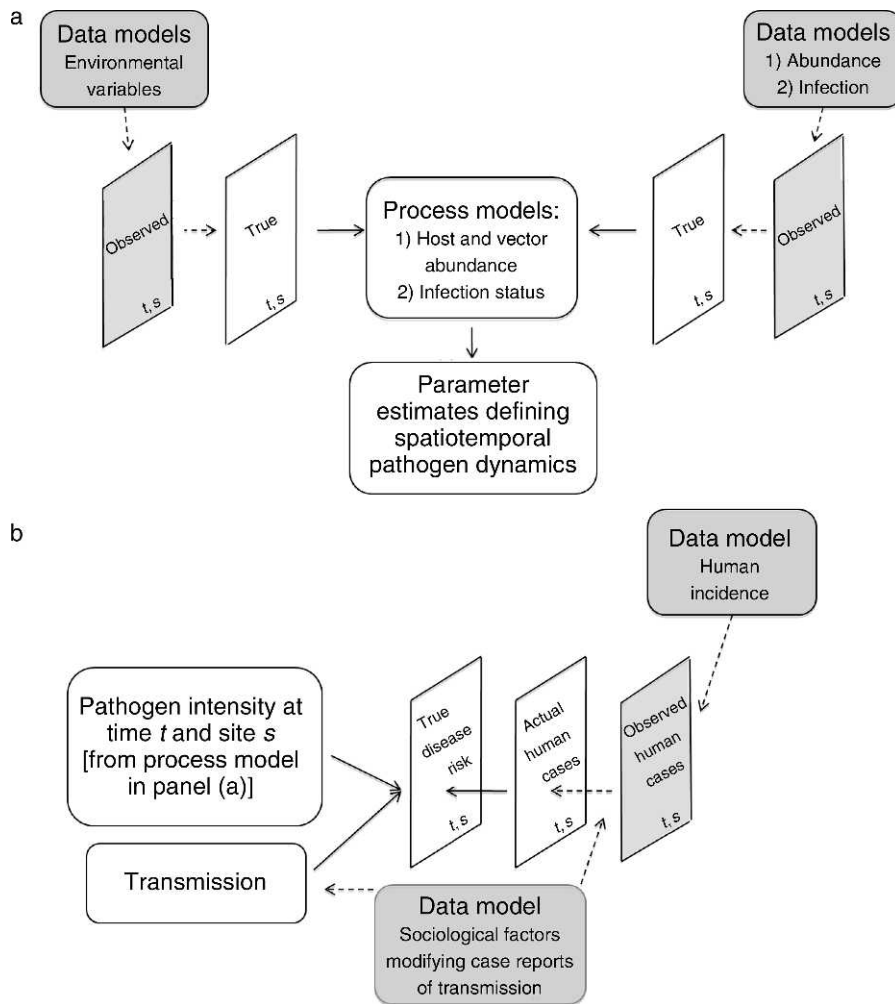 a
Data models
Environmental
variables
Data models
1) Abundance
2) Infection
Observed
t, s
True
t, s
Process models:
1) Host and vector
abundance
2) Infection status
True
t, s
Observed
t, s
Parameter
estimates defining
spatiotemporal
pathogen dynamics
b
Data model
Human
incidence
Pathogen intensity at
time t and site s
[from process model
in panel (a)]
Transmission
True
disease
risk
t, s
Actual
human
cases
t, s
Observed
human
cases
t, s
Data model
Sociological factors
modifying case reports
of transmission